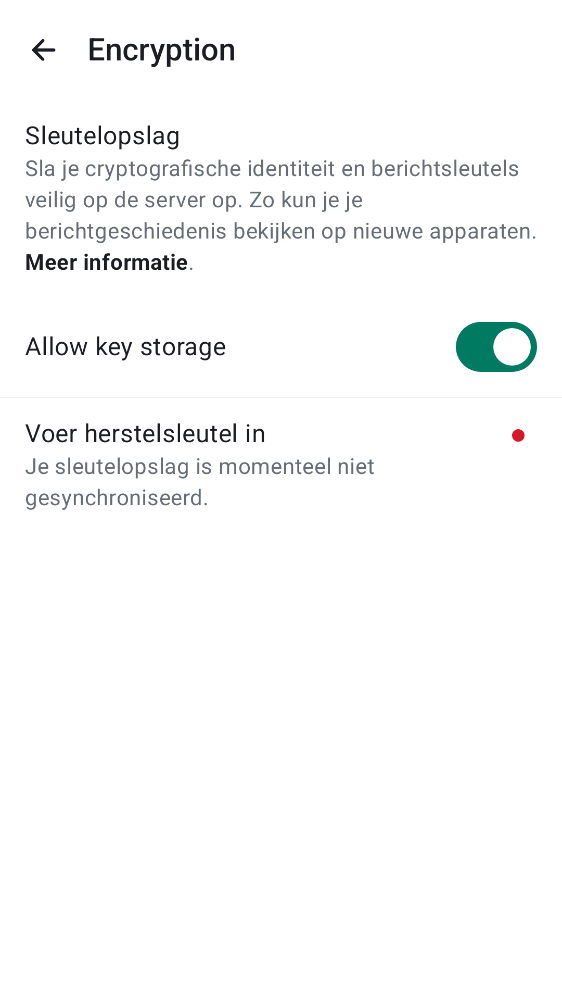 Encryption
Sleutelopslag
Sla je cryptografische identiteit en berichtsleutels
veilig op de server op. Zo kun je je
berichtgeschiedenis bekijken op nieuwe apparaten.
Meer informatie.
Allow key storage
Voer herstelsleutel in
Je sleutelopslag is momenteel niet
gesynchroniseerd.